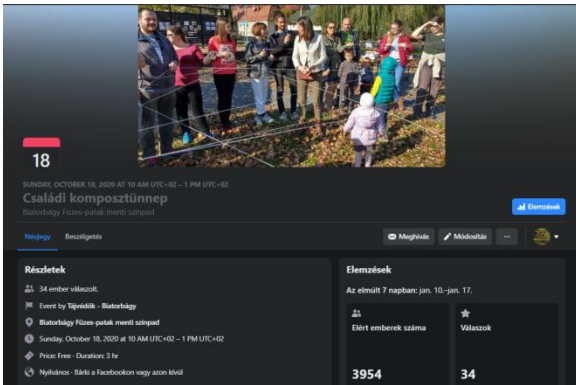 18
SUNDAY, OCTOBER 18, 2020 AT 10 AM UTC+02 – 1 PM UTC+02
Családi komposztünnep
Biatorbágy Füzes-patak menti színpad
Elemzések
Névjegy Beszélgetés
Meghívás Módosítás ...
Részletek
34 ember válaszolt.
Event by Tájvédők - Biatorbágy
Biatorbágy Füzes-patak menti színpad
Sunday, October 18, 2020 at 10 AM UTC+02 – 1 PM UTC+02
Price: Free · Duration: 3 hr
Nyilvános · Bárki a Facebookon vagy azon kívül
Elemzések
Az elmúlt 7 napban: jan. 10.–jan. 17.
Elért emberek száma
3954
Válaszok
34